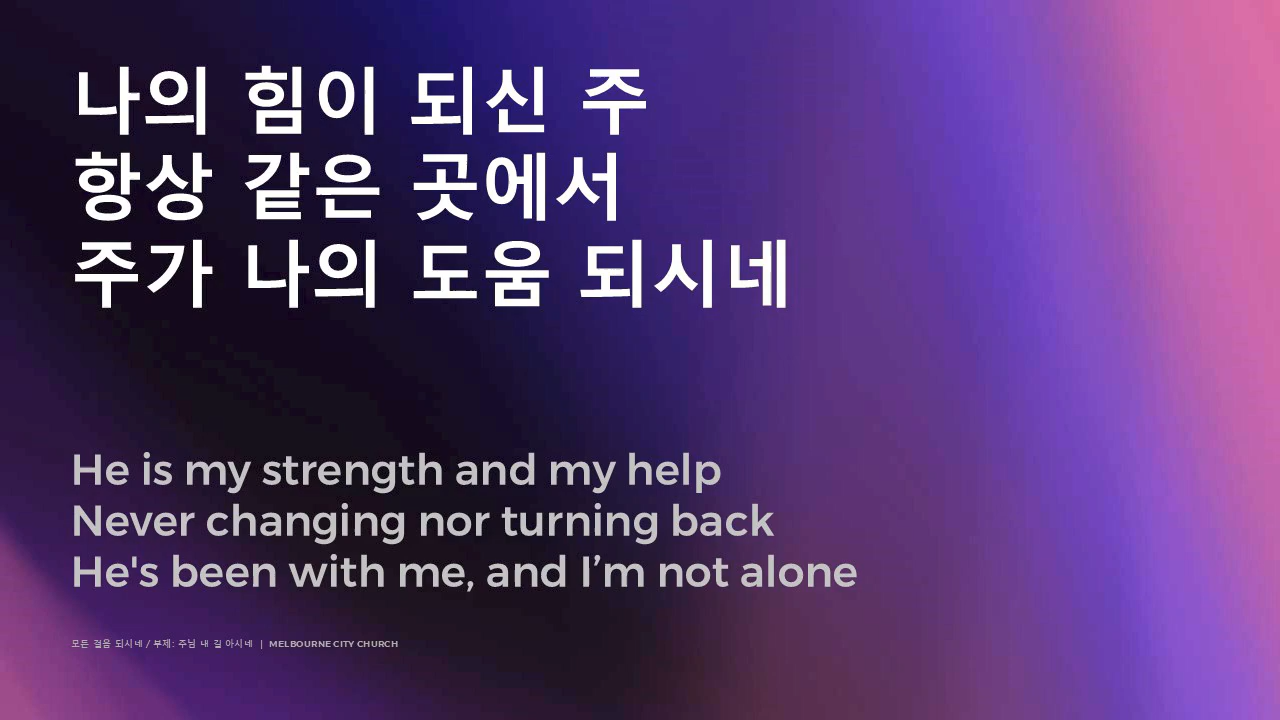 나의 힘이 되신 주
항상 같은 곳에서
주가 나의 도움 되시네
He is my strength and my help
Never changing nor turning back
He's been with me, and I’m not alone
모든 걸음 되시네 / 부제: 주님 내 길 아시네 | MELBOURNE CITY CHURCH